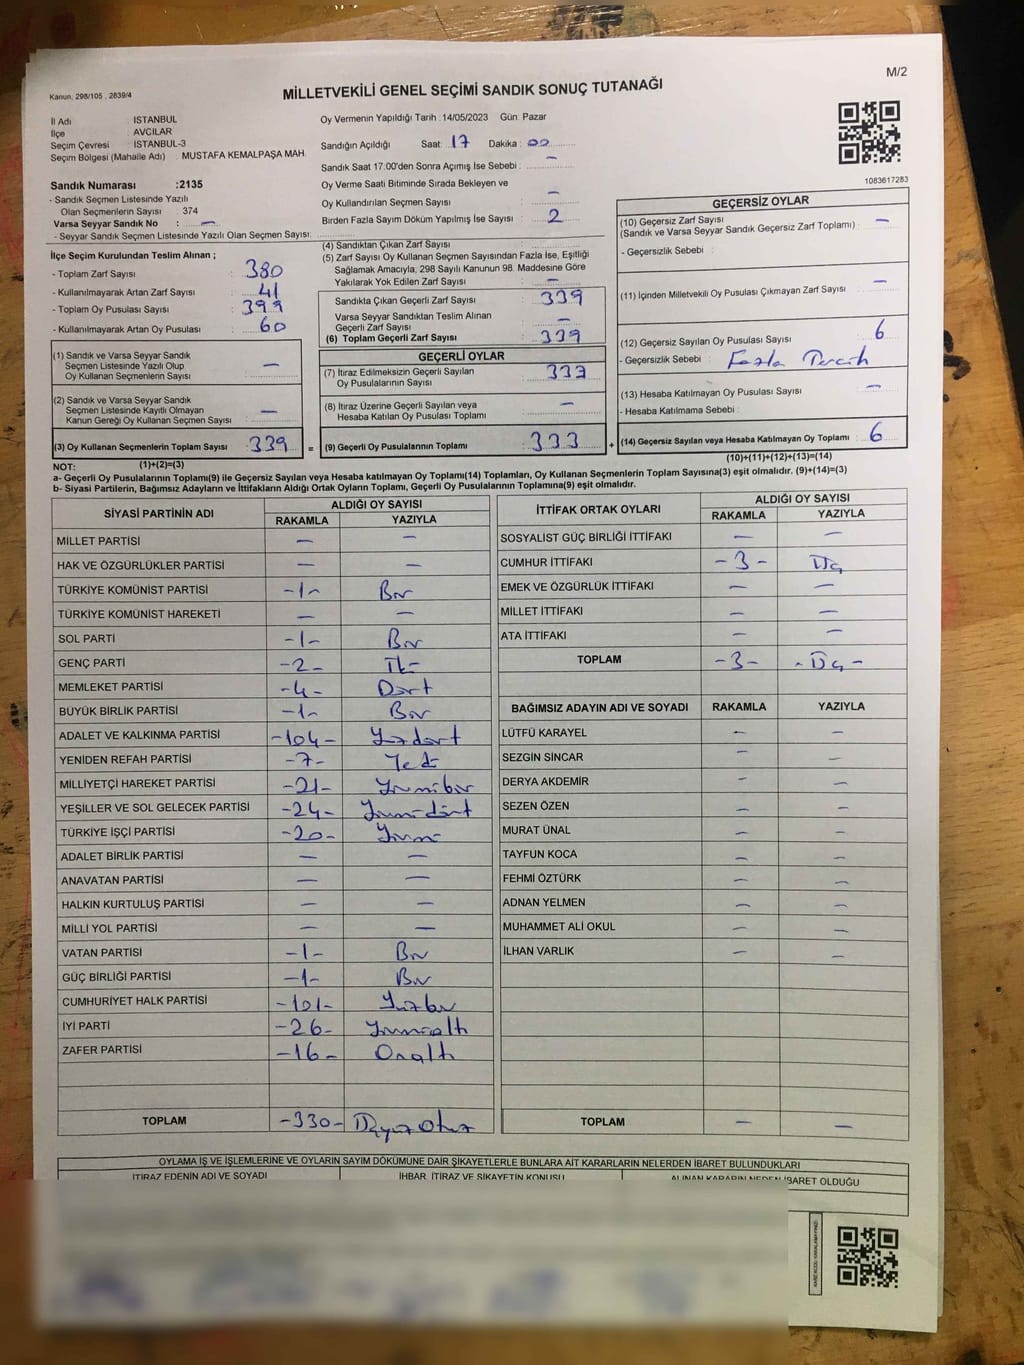 M/2
Kanun; 298/105 , 2839/4
MİLLETVEKİLİ GENEL SEÇİMİ SANDIK SONUÇ TUTANAĞI
İl Adı : İSTANBUL
İlçe : AVCILAR
Seçim Çevresi : İSTANBUL-3
Seçim Bölgesi (Mahalle Adı) : MUSTAFA KEMALPAŞA MAH.
Sandık Numarası :2135
- Sandık Seçmen Listesinde Yazılı
Olan Seçmenlerin Sayısı : 374
Varsa Seyyar Sandık No : –
- Seyyar Sandık Seçmen Listesinde Yazılı Olan Seçmen Sayısı:
Oy Vermenin Yapıldığı Tarih :14/05/2023 Gün: Pazar
Sandığın Açıldığı Saat : 17 Dakika : 00
Sandık Saat 17:00'den Sonra Açımış İse Sebebi : –
Oy Verme Saati Bitiminde Sırada Bekleyen ve
Oy Kullandırılan Seçmen Sayısı : –
Birden Fazla Sayım Döküm Yapılmış İse Sayısı : 2
1083617283
İlçe Seçim Kurulundan Teslim Alınan ;
- Toplam Zarf Sayısı : 380
- Kullanılmayarak Artan Zarf Sayısı : 41
- Toplam Oy Pusulası Sayısı : 399
- Kullanılmayarak Artan Oy Pusulası : 60
(1) Sandık ve Varsa Seyyar Sandık
Seçmen Listesinde Yazılı Olup
Oy Kullanan Seçmenlerin Sayısı : –
(2) Sandık ve Varsa Seyyar Sandık
Seçmen Listesinde Kayıtlı Olmayan
Kanun Gereği Oy Kullanan Seçmen Sayısı : –
(3) Oy Kullanan Seçmenlerin Toplam Sayısı : 339 =
(1)+(2)=(3)
(4) Sandıktan Çıkan Zarf Sayısı :
(5) Zarf Sayısı Oy Kullanan Seçmen Sayısından Fazla İse, Eşitliği
Sağlamak Amacıyla, 298 Sayılı Kanunun 98. Maddesine Göre
Yakılarak Yok Edilen Zarf Sayısı : –
Sandıkta Çıkan Geçerli Zarf Sayısı : 339
Varsa Seyyar Sandıktan Teslim Alınan
Geçerli Zarf Sayısı : –
(6) Toplam Geçerli Zarf Sayısı : 339
GEÇERLİ OYLAR
(7) İtiraz Edilmeksizin Geçerli Sayılan
Oy Pusulalarının Sayısı : 333
(8) İtiraz Üzerine Geçerli Sayılan veya
Hesaba Katılan Oy Pusulası Toplamı : –
(9) Geçerli Oy Pusulalarının Toplamı : 333 +
GEÇERSİZ OYLAR
(10) Geçersiz Zarf Sayısı
(Sandık ve Varsa Seyyar Sandık Geçersiz Zarf Toplamı) : –
- Geçersizlik Sebebi :
(11) İçinden Milletvekili Oy Pusulası Çıkmayan Zarf Sayısı : –
(12) Geçersiz Sayılan Oy Pusulası Sayısı : 6
- Geçersizlik Sebebi : Fazla Tercih
(13) Hesaba Katılmayan Oy Pusulası Sayısı : –
- Hesaba Katılmama Sebebi :
(14) Geçersiz Sayılan veya Hesaba Katılmayan Oy Toplamı : 6
(10)+(11)+(12)+(13)=(14)
NOT:
a- Geçerli Oy Pusulalarının Toplamı(9) ile Geçersiz Sayılan veya Hesaba katılmayan Oy Toplamı(14) Toplamları, Oy Kullanan Seçmenlerin Toplam Sayısına(3) eşit olmalıdır. (9)+(14)=(3)
b- Siyasi Partilerin, Bağımsız Adayların ve İttifakların Aldığı Ortak Oyların Toplamı, Geçerli Oy Pusulalarının Toplamına(9) eşit olmalıdır.
SİYASİ PARTİNİN ADI ALDIĞI OY SAYISI
RAKAMLA YAZIYLA
MİLLET PARTİSİ – –
HAK VE ÖZGÜRLÜKLER PARTİSİ – –
TÜRKİYE KOMÜNİST PARTİSİ -1- Bir
TÜRKİYE KOMÜNİST HAREKETİ – –
SOL PARTİ -1- Bir
GENÇ PARTİ -2- İki
MEMLEKET PARTİSİ -4- Dört
BÜYÜK BİRLİK PARTİSİ -1- Bir
ADALET VE KALKINMA PARTİSİ -104- Yüzdört
YENİDEN REFAH PARTİSİ -7- Yedi
MİLLİYETÇİ HAREKET PARTİSİ -21- Yirmibir
YEŞİLLER VE SOL GELECEK PARTİSİ -24- Yirmidört
TÜRKİYE İŞÇİ PARTİSİ -20- Yirmi
ADALET BİRLİK PARTİSİ – –
ANAVATAN PARTİSİ – –
HALKIN KURTULUŞ PARTİSİ – –
MİLLİ YOL PARTİSİ – –
VATAN PARTİSİ -1- Bir
GÜÇ BİRLİĞİ PARTİSİ -1- Bir
CUMHURİYET HALK PARTİSİ -101- Yüzbir
İYİ PARTİ -26- Yirmialtı
ZAFER PARTİSİ -16- Onaltı
TOPLAM -330- Üçyüz Otuz
İTTİFAK ORTAK OYLARI ALDIĞI OY SAYISI
RAKAMLA YAZIYLA
SOSYALİST GÜÇ BİRLİĞİ İTTİFAKI – –
CUMHUR İTTİFAKI -3- Üç
EMEK VE ÖZGÜRLÜK İTTİFAKI – –
MİLLET İTTİFAKI – –
ATA İTTİFAKI – –
TOPLAM -3- -Üç-
BAĞIMSIZ ADAYIN ADI VE SOYADI RAKAMLA YAZIYLA
LÜTFÜ KARAYEL – –
SEZGİN SİNCAR – –
DERYA AKDEMİR – –
SEZEN ÖZEN – –
MURAT ÜNAL – –
TAYFUN KOCA – –
FEHMİ ÖZTÜRK – –
ADNAN YELMEN – –
MUHAMMET ALİ OKUL – –
İLHAN VARLIK – –
TOPLAM – –
OYLAMA İŞ VE İŞLEMLERİNE VE OYLARIN SAYIM DÖKÜMÜNE DAİR ŞİKAYETLERLE BUNLARA AİT KARARLARIN NELERDEN İBARET BULUNDUKLARI
İTİRAZ EDENİN ADI VE SOYADI İHBAR, İTİRAZ VE ŞİKAYETİN KONUSU ALINAN KARARIN NEDEN İBARET OLDUĞU